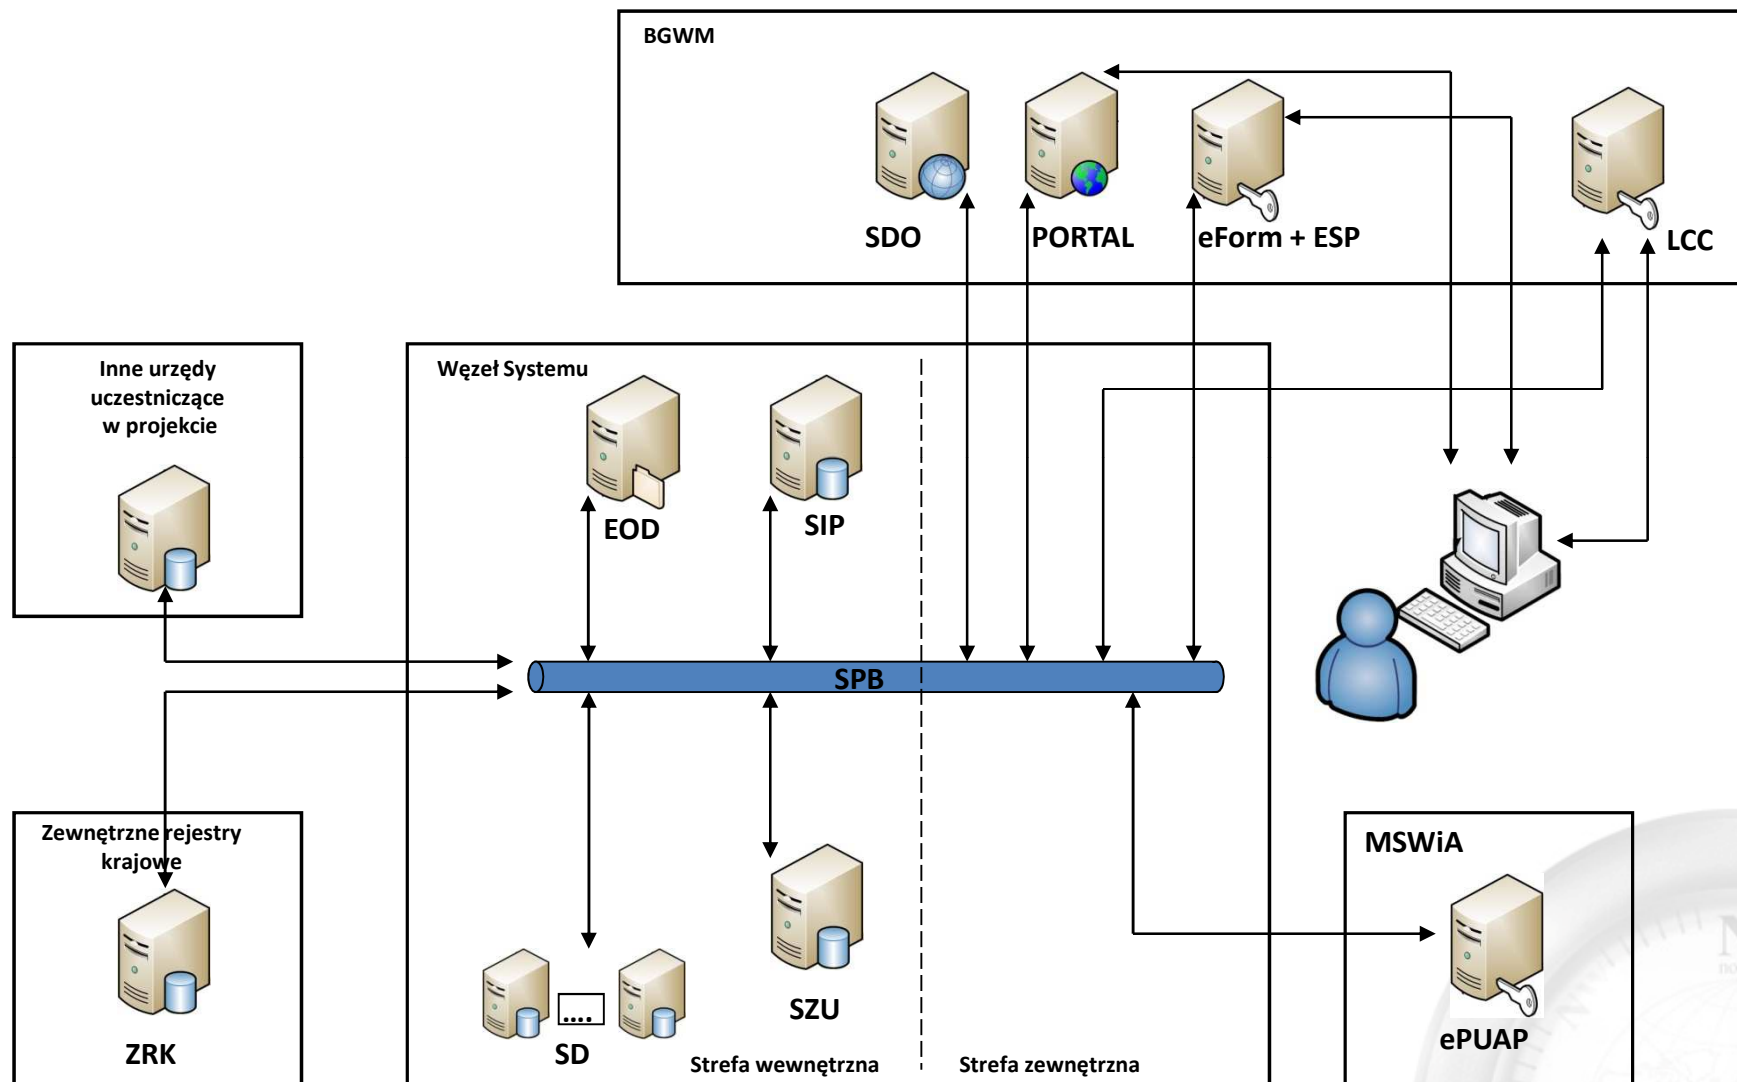 BGWM
SDO
PORTAL
eForm + ESP
LCC
Inne urzędy
uczestniczące
w projekcie
Węzeł Systemu
EOD
SIP
SPB
Zewnętrzne rejestry
krajowe
ZRK
....
SD
SZU
Strefa wewnętrzna
Strefa zewnętrzna
MSWiA
ePUAP
N